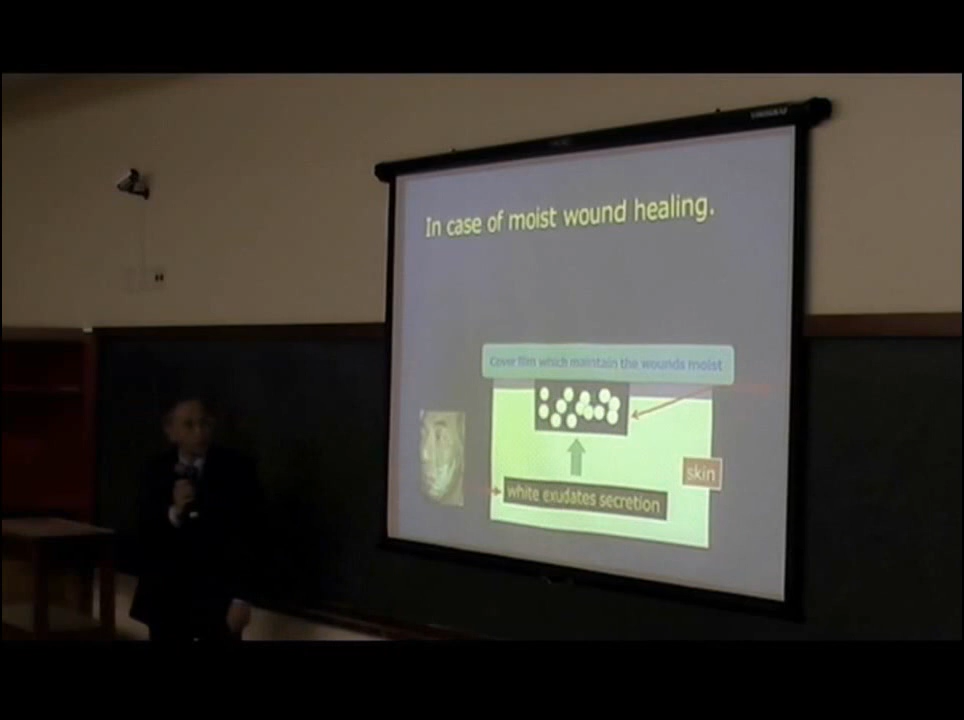 In case of moist wound healing.
Cover film which maintain the wounds moist
skin
white exudates secretion